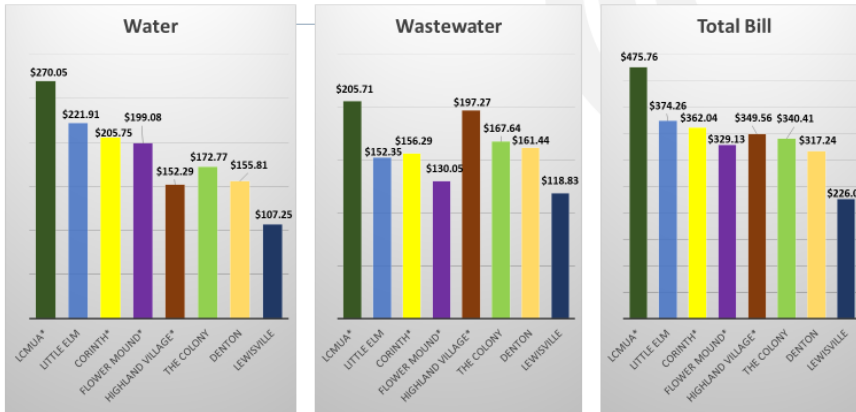 Water
$270.05
$221.91
$205.75
$199.08
$152.29
$172.77
$155.81
$107.25
LCMUA*
LITTLE ELM
CORINTH*
FLOWER MOUND*
HIGHLAND VILLAGE*
THE COLONY
DENTON
LEWISVILLE
Wastewater
$205.71
$152.35
$156.29
$130.05
$197.27
$167.64
$161.44
$118.83
LCMUA*
LITTLE ELM
CORINTH*
FLOWER MOUND*
HIGHLAND VILLAGE*
THE COLONY
DENTON
LEWISVILLE
Total Bill
$475.76
$374.26
$362.04
$329.13
$349.56
$340.41
$317.24
$226.0
LCMUA*
LITTLE ELM
CORINTH*
FLOWER MOUND*
HIGHLAND VILLAGE*
THE COLONY
DENTON
LEWISVILLE